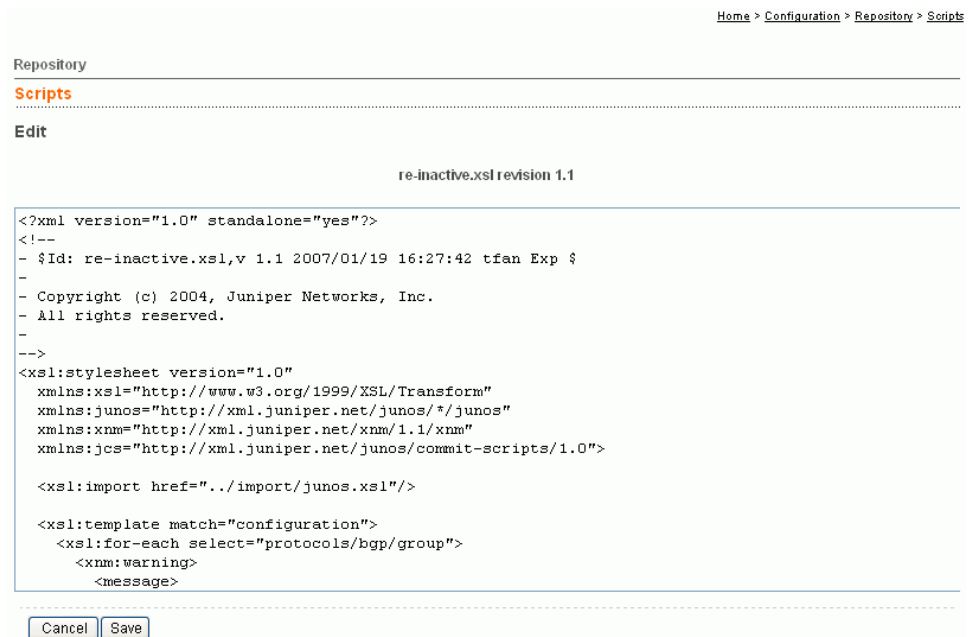 Home > Configuration > Repository > Scripts
Repository
Scripts
Edit
re-inactive.xsl revision 1.1
<?xml version="1.0" standalone="yes"?>
<!--
- $Id: re-inactive.xsl,v 1.1 2007/01/19 16:27:42 tfan Exp $
-
- Copyright (c) 2004, Juniper Networks, Inc.
- All rights reserved.
-
-->
<xsl:stylesheet version="1.0"
  xmlns:xsl="http://www.w3.org/1999/XSL/Transform"
  xmlns:junos="http://xml.juniper.net/junos/*/junos"
  xmlns:xnm="http://xml.juniper.net/xnm/1.1/xnm"
  xmlns:jcs="http://xml.juniper.net/junos/commit-scripts/1.0">
  <xsl:import href="../import/junos.xsl"/>
  <xsl:template match="configuration">
    <xsl:for-each select="protocols/bgp/group">
      <xnm:warning>
        <message>
Cancel Save